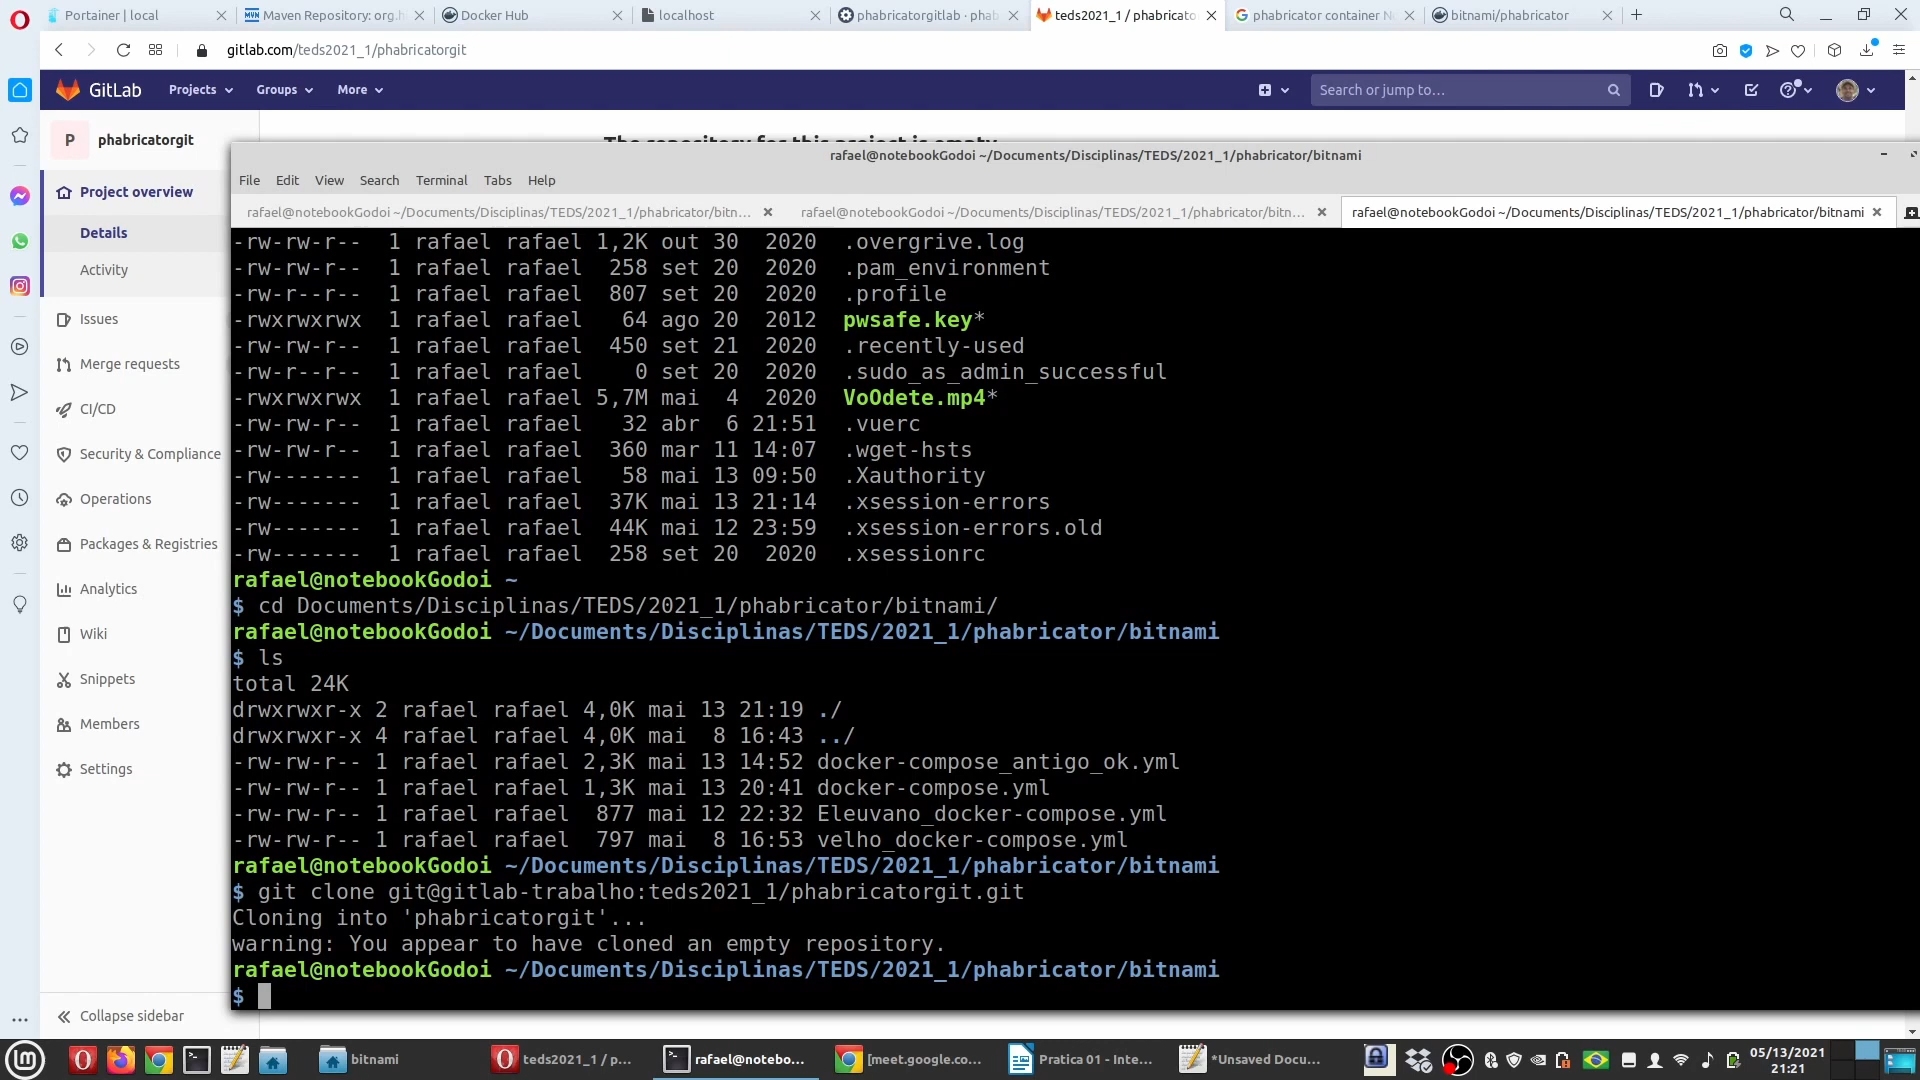 Portainer | local
Maven Repository: org.h
Docker Hub
localhost
phabricatorgitlab · phab
teds2021_1 / phabricato
phabricator container N
bitnami/phabricator
gitlab.com/teds2021_1/phabricatorgit
GitLab
Projects
Groups
More
Search or jump to...
P
phabricatorgit
Project overview
Details
Activity
Issues
Merge requests
CI/CD
Security & Compliance
Operations
Packages & Registries
Analytics
Wiki
Snippets
Members
Settings
Collapse sidebar
The repository for this project is empty
rafael@notebookGodoi ~/Documents/Disciplinas/TEDS/2021_1/phabricator/bitnami
File Edit View Search Terminal Tabs Help
rafael@notebookGodoi ~/Documents/Disciplinas/TEDS/2021_1/phabricator/bitn...
rafael@notebookGodoi ~/Documents/Disciplinas/TEDS/2021_1/phabricator/bitn...
rafael@notebookGodoi ~/Documents/Disciplinas/TEDS/2021_1/phabricator/bitnami
-rw-rw-r-- 1 rafael rafael 1,2K out 30 2020 .overgrive.log
-rw-rw-r-- 1 rafael rafael 258 set 20 2020 .pam_environment
-rw-r--r-- 1 rafael rafael 807 set 20 2020 .profile
-rwxrwxrwx 1 rafael rafael 64 ago 20 2012 pwsafe.key*
-rw-rw-r-- 1 rafael rafael 450 set 21 2020 .recently-used
-rw-r--r-- 1 rafael rafael 0 set 20 2020 .sudo_as_admin_successful
-rwxrwxrwx 1 rafael rafael 5,7M mai 4 2020 VoOdete.mp4*
-rw-rw-r-- 1 rafael rafael 32 abr 6 21:51 .vuerc
-rw-rw-r-- 1 rafael rafael 360 mar 11 14:07 .wget-hsts
-rw------- 1 rafael rafael 58 mai 13 09:50 .Xauthority
-rw------- 1 rafael rafael 37K mai 13 21:14 .xsession-errors
-rw------- 1 rafael rafael 44K mai 12 23:59 .xsession-errors.old
-rw------- 1 rafael rafael 258 set 20 2020 .xsessionrc
rafael@notebookGodoi ~
$ cd Documents/Disciplinas/TEDS/2021_1/phabricator/bitnami/
rafael@notebookGodoi ~/Documents/Disciplinas/TEDS/2021_1/phabricator/bitnami
$ ls
total 24K
drwxrwxr-x 2 rafael rafael 4,0K mai 13 21:19 ./
drwxrwxr-x 4 rafael rafael 4,0K mai 8 16:43 ../
-rw-rw-r-- 1 rafael rafael 2,3K mai 13 14:52 docker-compose_antigo_ok.yml
-rw-rw-r-- 1 rafael rafael 1,3K mai 13 20:41 docker-compose.yml
-rw-rw-r-- 1 rafael rafael 877 mai 12 22:32 Eleuvano_docker-compose.yml
-rw-rw-r-- 1 rafael rafael 797 mai 8 16:53 velho_docker-compose.yml
rafael@notebookGodoi ~/Documents/Disciplinas/TEDS/2021_1/phabricator/bitnami
$ git clone git@gitlab-trabalho:teds2021_1/phabricatorgit.git
Cloning into 'phabricatorgit'...
warning: You appear to have cloned an empty repository.
rafael@notebookGodoi ~/Documents/Disciplinas/TEDS/2021_1/phabricator/bitnami
$
bitnami
teds2021_1 / p...
rafael@notebo...
[meet.google.co...
Pratica 01 - Inte...
*Unsaved Docu...
05/13/2021
21:21